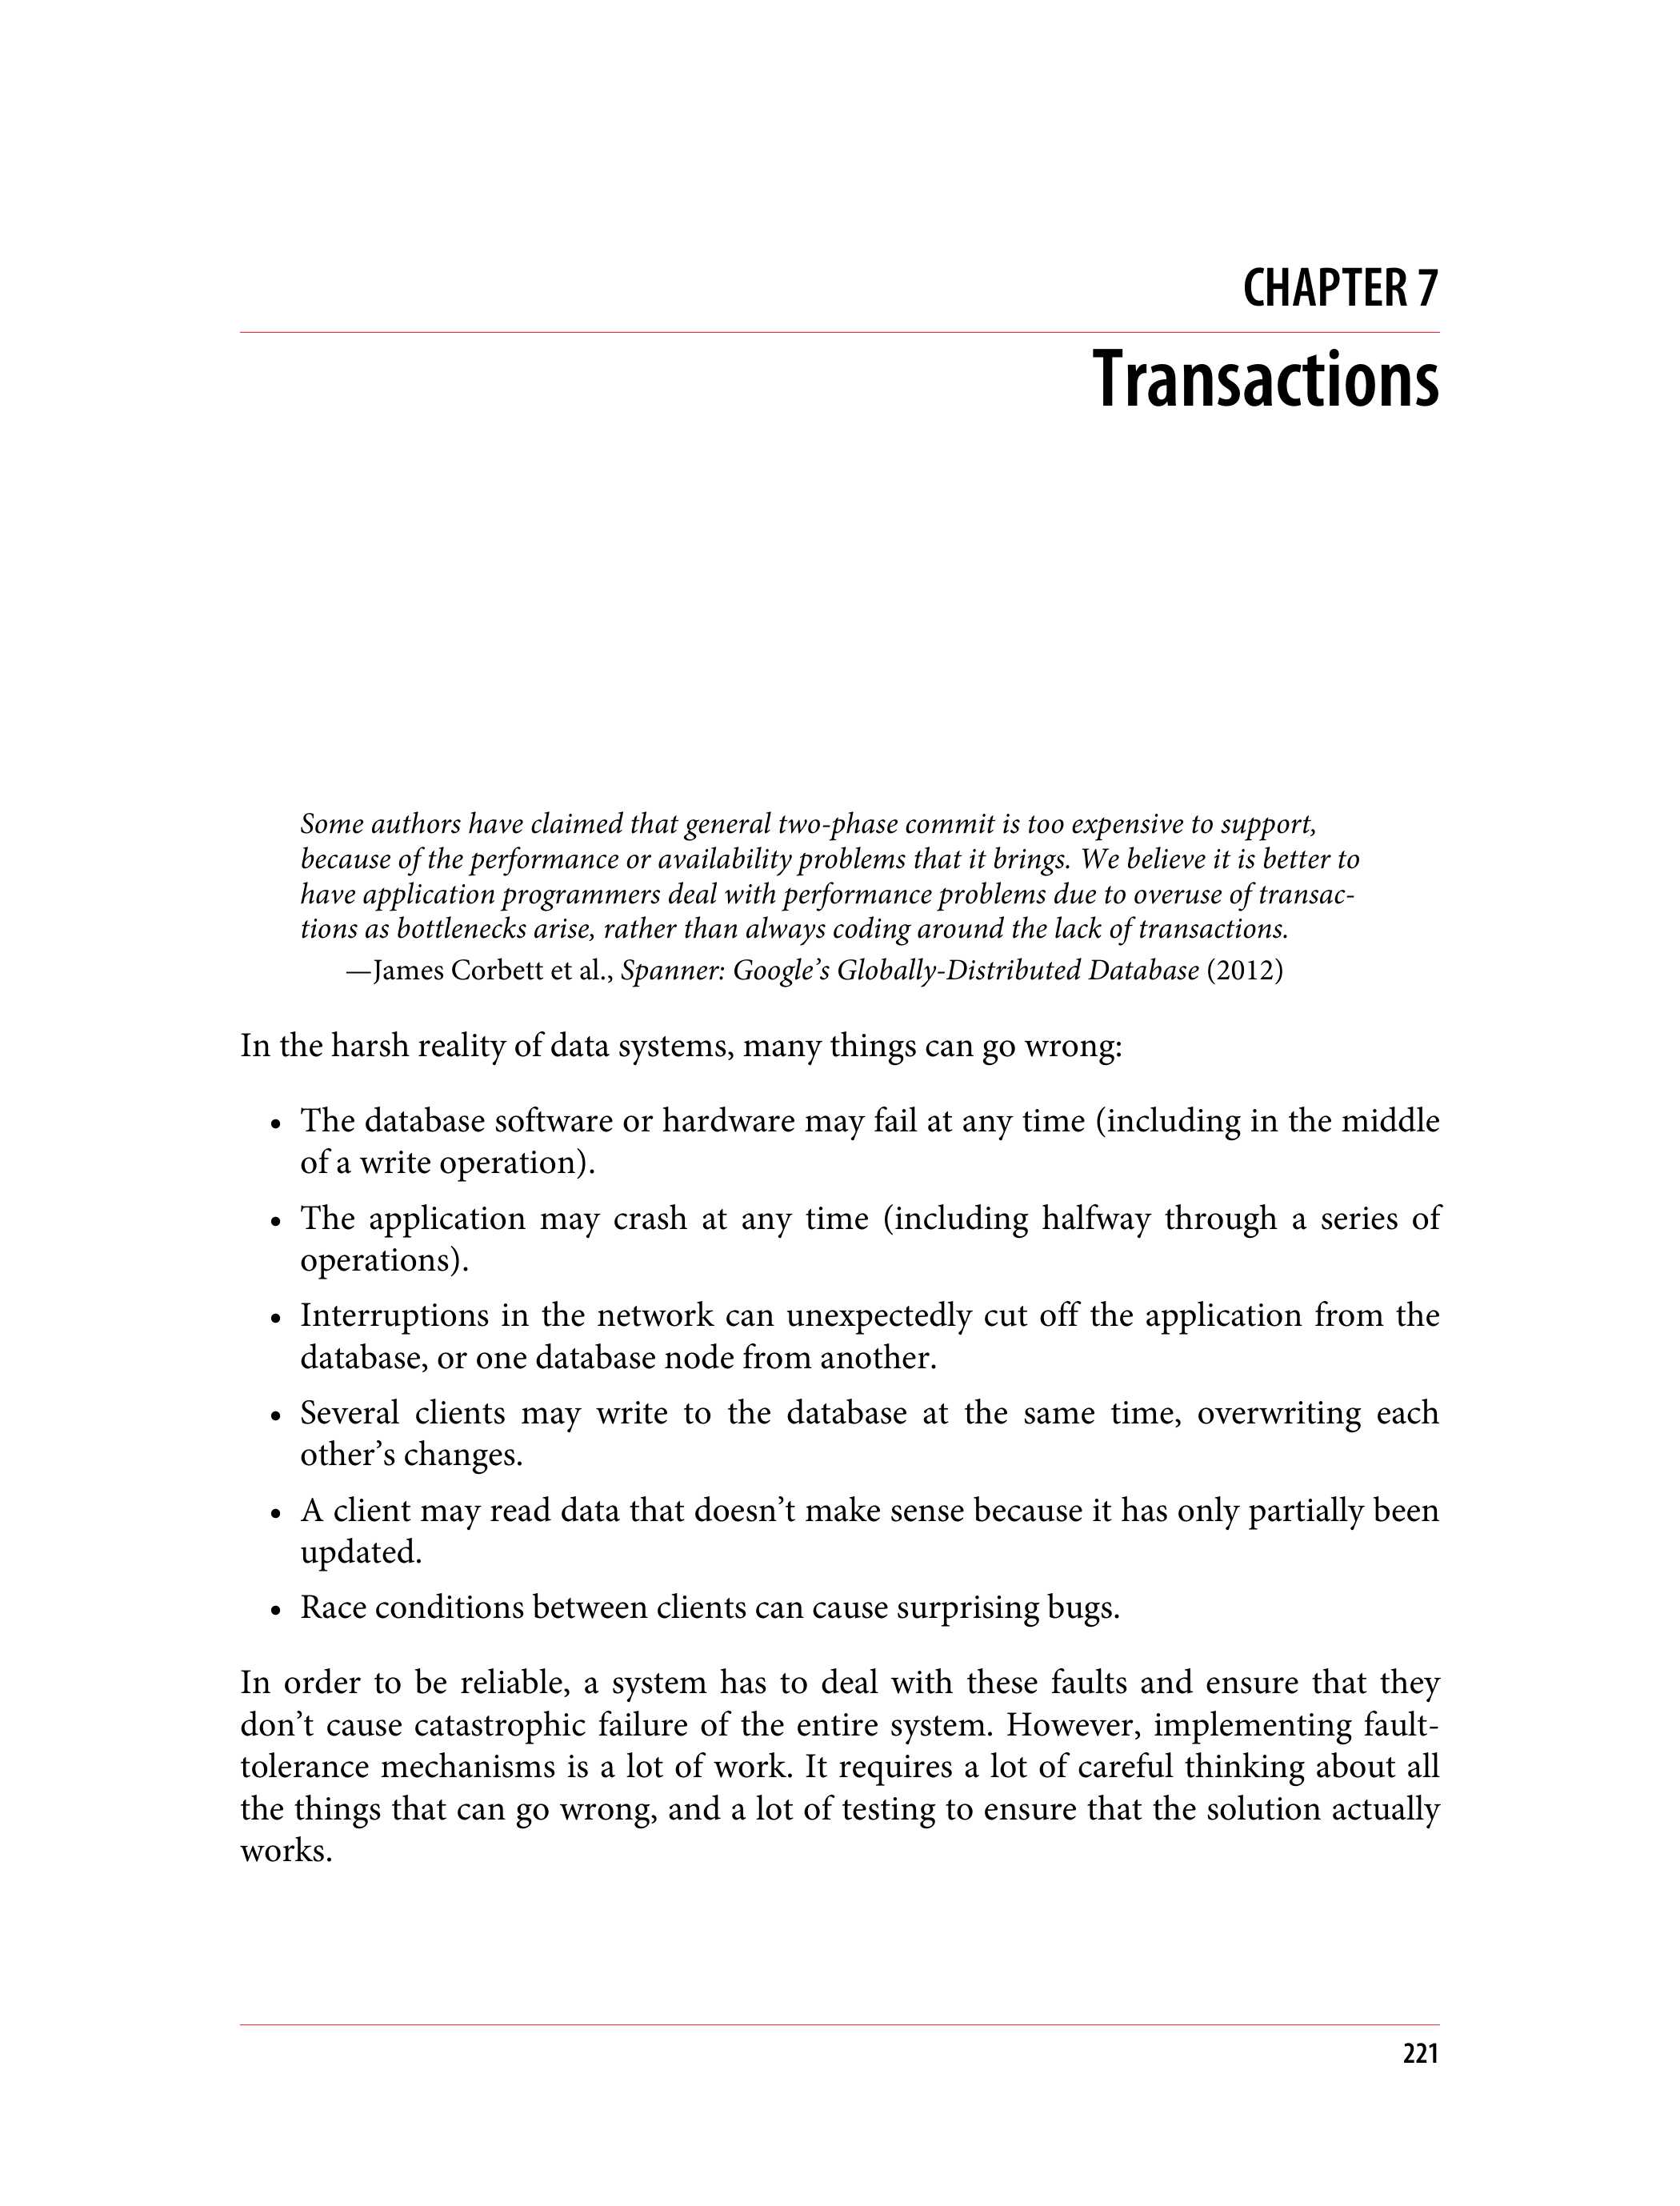 CHAPTER 7
Transactions
Some authors have claimed that general two-phase commit is too expensive to support,
because of the performance or availability problems that it brings. We believe it is better to
have application programmers deal with performance problems due to overuse of transac-
tions as bottlenecks arise, rather than always coding around the lack of transactions.
—James Corbett et al., Spanner: Google’s Globally-Distributed Database (2012)
In the harsh reality of data systems, many things can go wrong:
• The database software or hardware may fail at any time (including in the middle
of a write operation).
• The application may crash at any time (including halfway through a series of
operations).
• Interruptions in the network can unexpectedly cut off the application from the
database, or one database node from another.
• Several clients may write to the database at the same time, overwriting each
other’s changes.
• A client may read data that doesn’t make sense because it has only partially been
updated.
• Race conditions between clients can cause surprising bugs.
In order to be reliable, a system has to deal with these faults and ensure that they
don’t cause catastrophic failure of the entire system. However, implementing fault-
tolerance mechanisms is a lot of work. It requires a lot of careful thinking about all
the things that can go wrong, and a lot of testing to ensure that the solution actually
works.
221